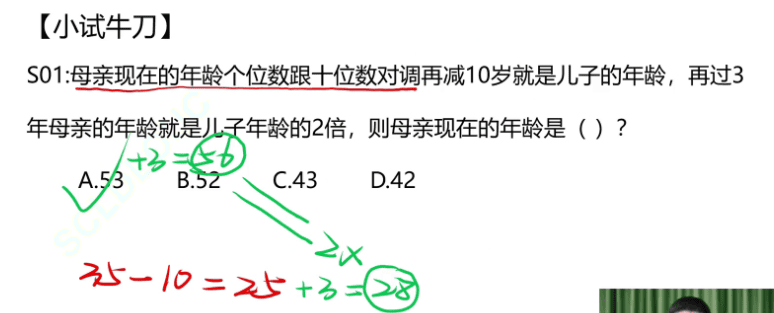 【小试牛刀】
S01:母亲现在的年龄个位数跟十位数对调再减10岁就是儿子的年龄，再过3
年母亲的年龄就是儿子年龄的2倍，则母亲现在的年龄是（）？
+3=56
A.53 B.52 C.43 D.42
2x
35-10=25+3=28